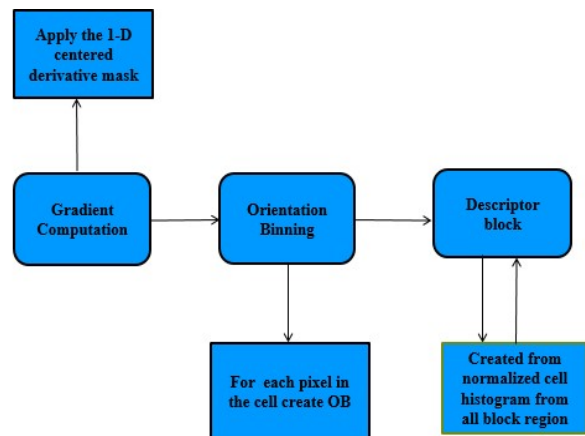 Apply the 1-D
centered
derivative mask
Gradient
Computation
Orientation
Binning
Descriptor
block
For each pixel in
the cell create OB
Created from
normalized cell
histogram from
all block region